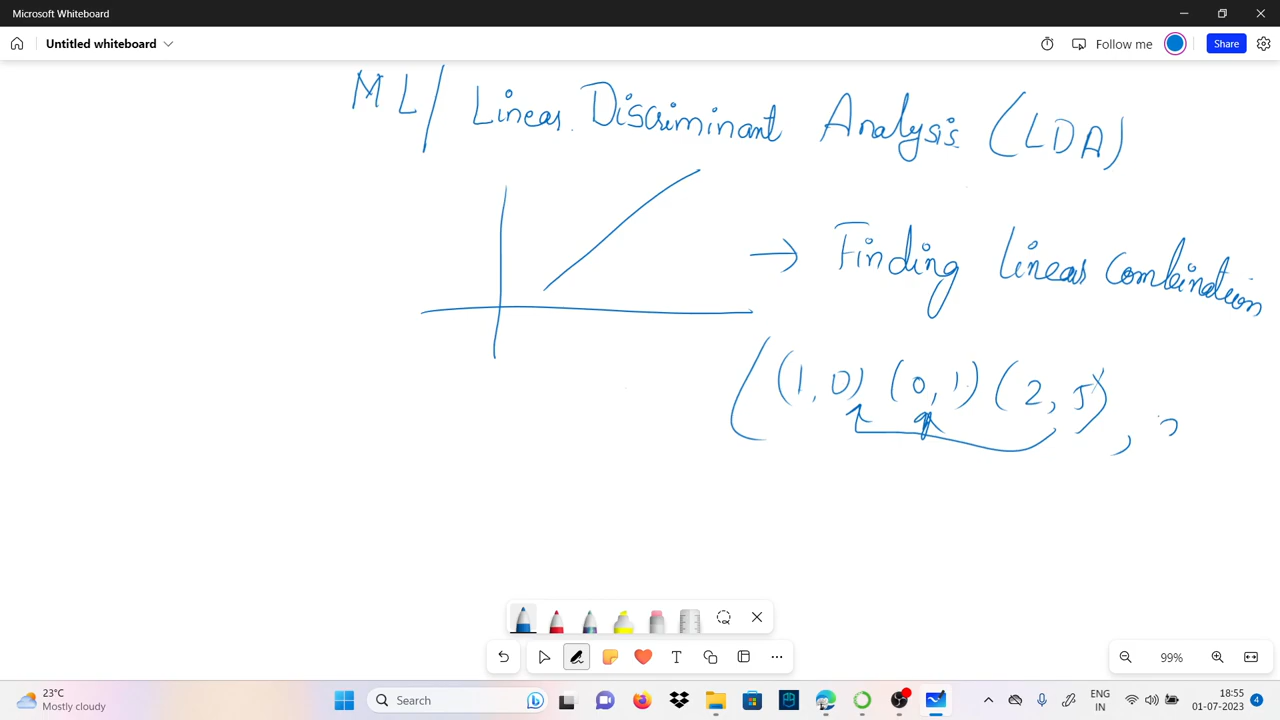 Microsoft Whiteboard
Untitled whiteboard
Follow me
Share
ML/ Linear Discriminant Analysis (LDA)
→ Finding linear combination
((1, 0) (0, 1) (2, 5) ,
99%
23°C
Mostly cloudy
Search
ENG
IN
18:55
01-07-2023
4